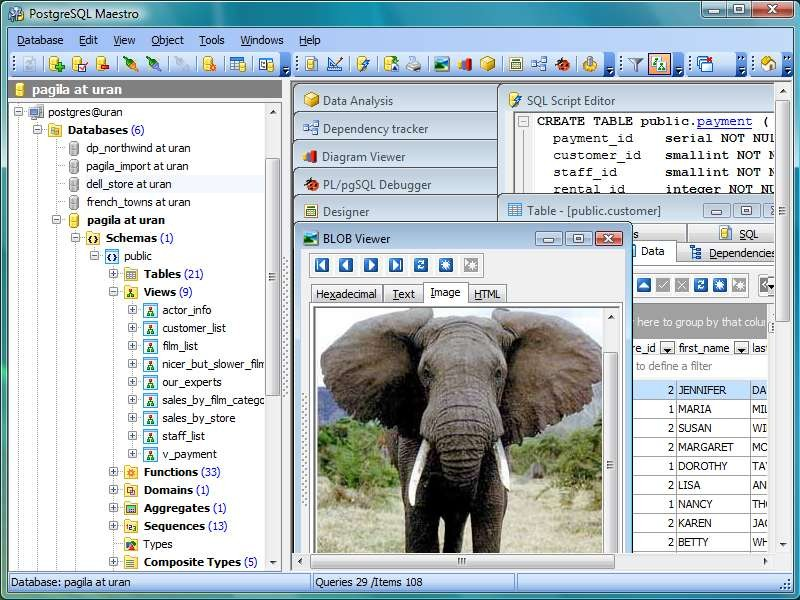 PostgreSQL Maestro
Database Edit View Object Tools Windows Help
pagila at uran
postgres@uran
Databases (6)
dp_northwind at uran
pagila_import at uran
dell_store at uran
french_towns at uran
pagila at uran
Schemas (1)
public
Tables (21)
Views (9)
actor_info
customer_list
film_list
nicer_but_slower_film
our_experts
sales_by_film_catego
sales_by_store
staff_list
v_payment
Functions (33)
Domains (1)
Aggregates (1)
Sequences (13)
Types
Composite Types (5)
Data Analysis
Dependency tracker
Diagram Viewer
PL/pgSQL Debugger
Designer
SQL Script Editor
CREATE TABLE public.payment (
payment_id serial NOT NUL
customer_id smallint NOT N
staff_id smallint NOT N
rental_id integer NOT N
Table - [public.customer]
s SQL
Data Dependencies
here to group by that colu
re_id first_name last
to define a filter
2 JENNIFER DA
1 MARIA MIL
2 SUSAN WI
2 MARGARET MO
1 DOROTHY TA
2 LISA AN
1 NANCY TH
2 KAREN JAC
2 BETTY WH
BLOB Viewer
Hexadecimal Text Image HTML
Database: pagila at uran Queries 29 /Items 108